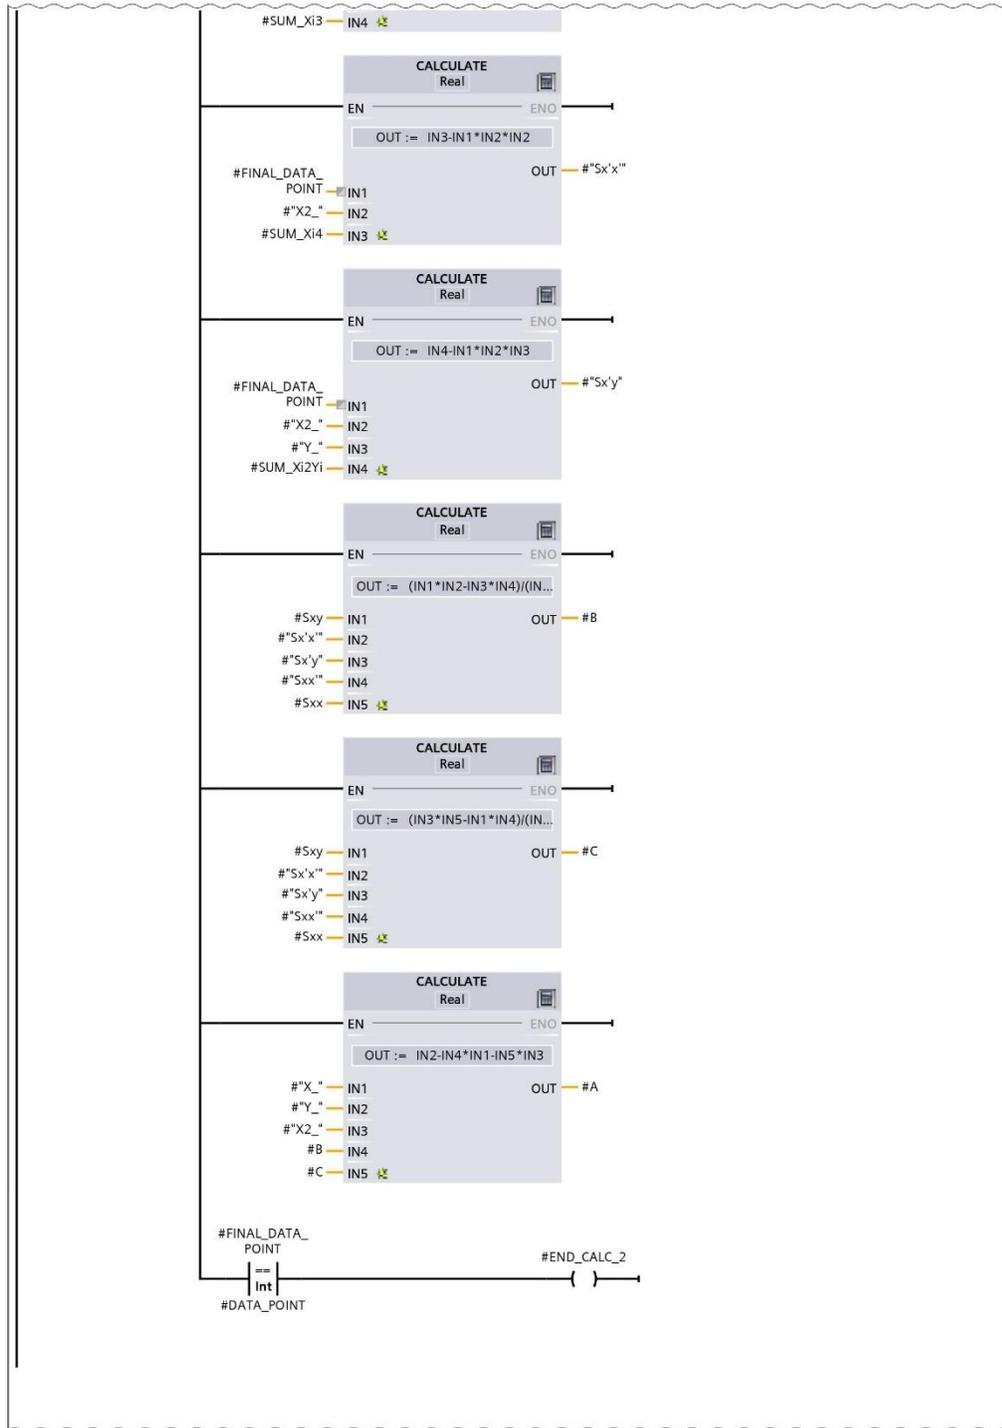 #SUM_Xi3 IN4
CALCULATE
Real
EN ENO
OUT := IN3-IN1*IN2*IN2
OUT #"Sx'x'"
#FINAL_DATA_
POINT IN1
#"X2_" IN2
#SUM_Xi4 IN3
CALCULATE
Real
EN ENO
OUT := IN4-IN1*IN2*IN3
OUT #"Sx'y"
#FINAL_DATA_
POINT IN1
#"X2_" IN2
#"Y_" IN3
#SUM_Xi2Yi IN4
CALCULATE
Real
EN ENO
OUT := (IN1*IN2-IN3*IN4)/(IN...
#Sxy IN1 OUT #B
#"Sx'x'" IN2
#"Sx'y" IN3
#"Sxx'" IN4
#Sxx IN5
CALCULATE
Real
EN ENO
OUT := (IN3*IN5-IN1*IN4)/(IN...
#Sxy IN1 OUT #C
#"Sx'x'" IN2
#"Sx'y" IN3
#"Sxx'" IN4
#Sxx IN5
CALCULATE
Real
EN ENO
OUT := IN2-IN4*IN1-IN5*IN3
#"X_" IN1 OUT #A
#"Y_" IN2
#"X2_" IN3
#B IN4
#C IN5
#FINAL_DATA_
POINT #END_CALC_2
==
Int
#DATA_POINT